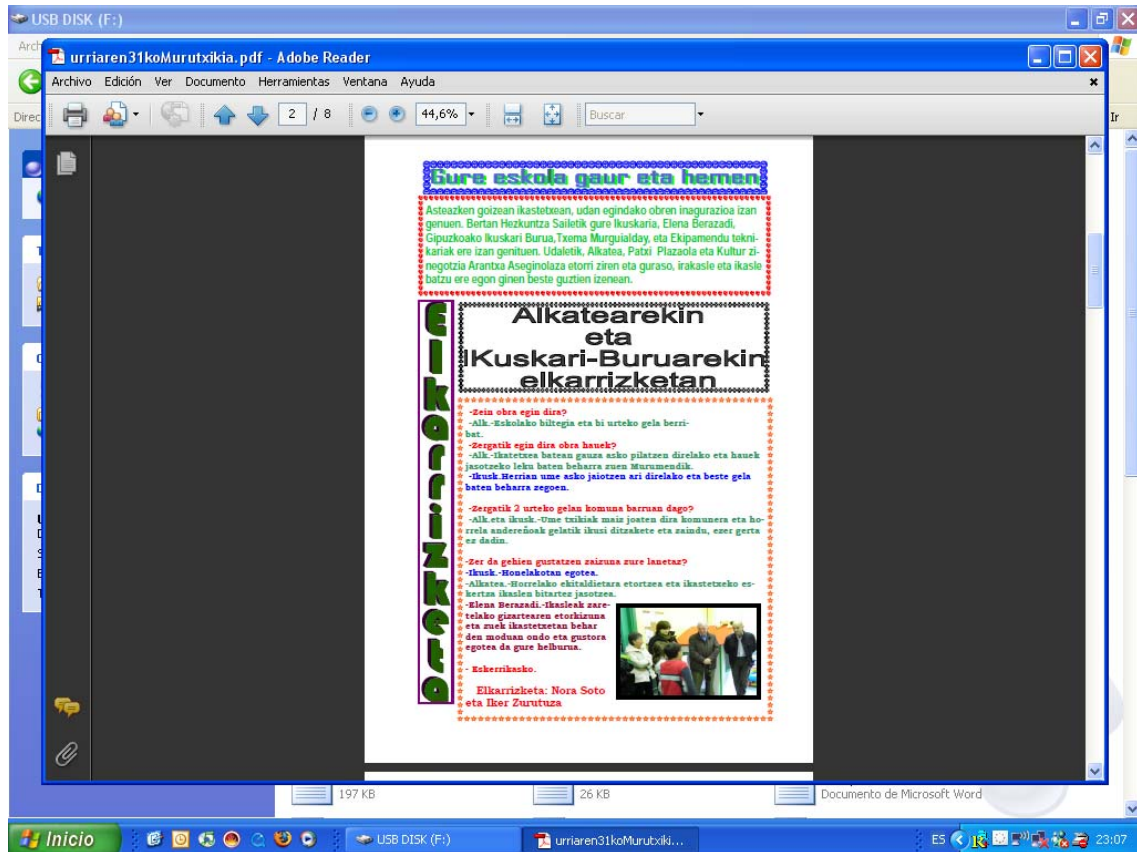 USB DISK (F:)
Arch
urriaren31koMurutxikia.pdf - Adobe Reader
Archivo Edición Ver Documento Herramientas Ventana Ayuda
Direc
2 / 8
44,6%
Buscar
Ir
Gure eskola gaur eta hemen
Asteazken goizean ikastetxean, udan egindako obren inagurazioa izan
genuen. Bertan Hezkuntza Sailetik gure Ikuskaria, Elena Berazadi,
Gipuzkoako Ikuskari Burua,Txema Murguialday, eta Ekipamendu tekni-
kariak ere izan genituen. Udaletik, Alkatea, Patxi Plazaola eta Kultur zi-
negotzia Arantxa Aseginolaza etorri ziren eta guraso, irakasle eta ikasle
batzu ere egon ginen beste guztien izenean.
Elkarrizketa
Alkatearekin
eta
IKuskari-Buruarekin
elkarrizketan
-Zein obra egin dira?
-Alk.-Eskolako biltegia eta bi urteko gela berri-
bat.
-Zergatik egin dira obra hauek?
-Alk.-Ikatetxea batean gauza asko pilatzen direlako eta hauek
jasotzeko leku baten beharra zuen Murumendik.
-Ikusk.Herrian ume asko jaiotzen ari direlako eta beste gela
baten beharra zegoen.
-Zergatik 2 urteko gelan komuna barruan dago?
-Alk.eta ikusk.-Ume txikiak maiz joaten dira komunera eta ho-
rrela andereñoak gelatik ikusi ditzakete eta zaindu, ezer gerta
ez dadin.
-Zer da gehien gustatzen zaizuna zure lanetaz?
-Ikusk.-Honelakotan egotea.
-Alkatea.-Horrelako ekitaldietara etortzea eta ikastetxeko es-
kertza ikaslen bitartez jasotzea.
-Elena Berazadi.-Ikasleak zare-
telako gizartearen etorkizuna
eta zuek ikastetxetan behar
den moduan ondo eta gustora
egotea da gure helburua.
- Eskerrikasko.
Elkarrizketa: Nora Soto
eta Iker Zurutuza
197 KB
26 KB
Documento de Microsoft Word
Inicio
USB DISK (F:)
urriaren31koMurutxiki...
ES
23:07